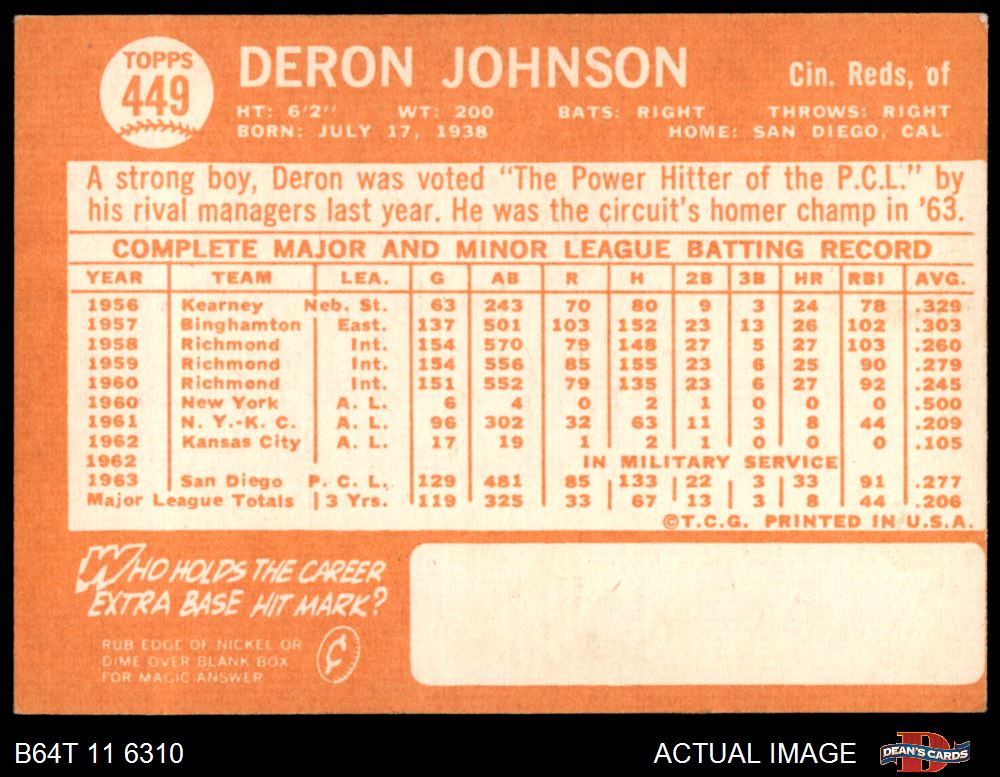 TOPPS
449
DERON JOHNSON
Cin. Reds, of
HT: 6'2" WT: 200 BATS: RIGHT THROWS: RIGHT
BORN: JULY 17, 1938 HOME: SAN DIEGO, CAL.
A strong boy, Deron was voted "The Power Hitter of the P.C.L." by
his rival managers last year. He was the circuit's homer champ in '63.
COMPLETE MAJOR AND MINOR LEAGUE BATTING RECORD
YEAR TEAM LEA. G AB R H 2B 3B HR RBI AVG.
1956 Kearney Neb. St. 63 243 70 80 9 3 24 78 .329
1957 Binghamton East. 137 501 103 152 23 13 26 102 .303
1958 Richmond Int. 154 570 79 148 27 5 27 103 .260
1959 Richmond Int. 154 556 85 155 23 6 25 90 .279
1960 Richmond Int. 151 552 79 135 23 6 27 92 .245
1960 New York A. L. 6 4 0 2 1 0 0 0 .500
1961 N. Y.-K. C. A. L. 96 302 32 63 11 3 8 44 .209
1962 Kansas City A. L. 17 19 1 2 1 0 0 0 .105
1962 IN MILITARY SERVICE
1963 San Diego P. C. L. 129 481 85 133 22 3 33 91 .277
Major League Totals 3 Yrs. 119 325 33 67 13 3 8 44 .206
©T.C.G. PRINTED IN U.S.A.
WHO HOLDS THE CAREER
EXTRA BASE HIT MARK?
RUB EDGE OF NICKEL OR
DIME OVER BLANK BOX
FOR MAGIC ANSWER
¢
B64T 11 6310
ACTUAL IMAGE
D
DEAN'S CARDS